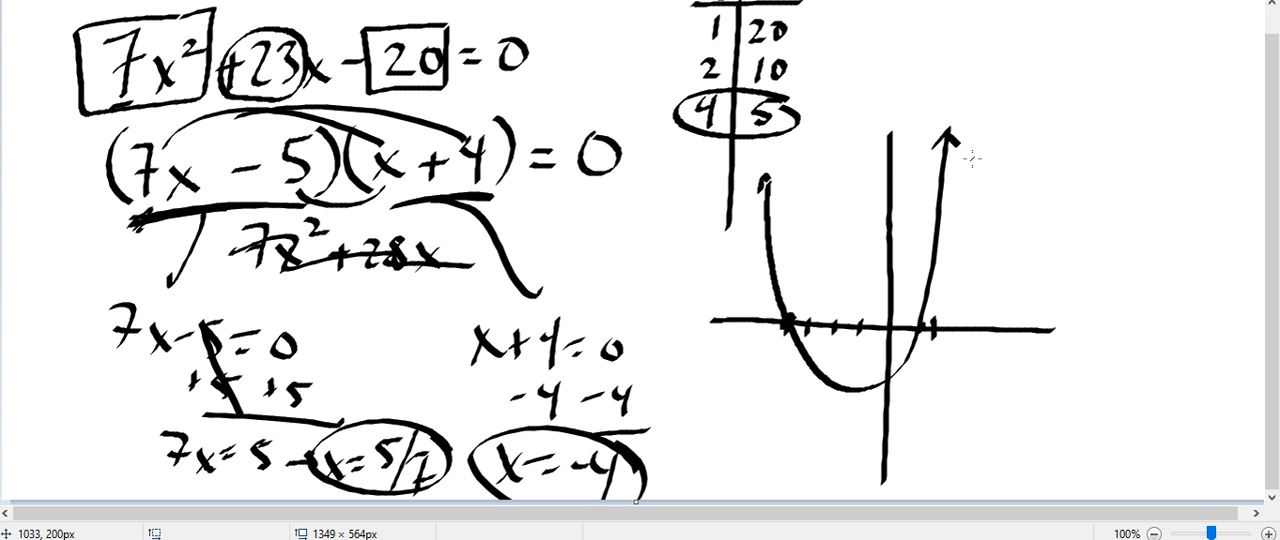 7x² +23x - 20 = 0
(7x - 5)(x + 4) = 0
7x² + 28x
7x - 5 = 0
+5 +5
7x = 5 - x = 5/7
x + 4 = 0
-4 -4
x = -4
1 20
2 10
4 5
1033, 200px
1349 × 564px
100%